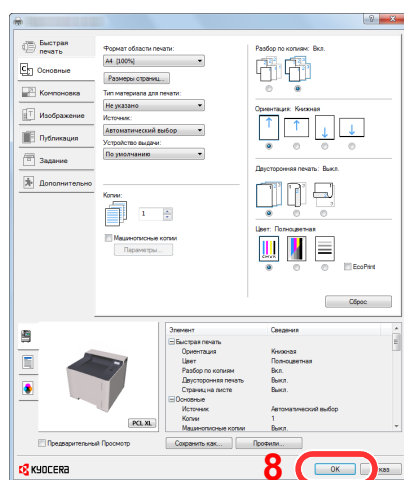 Быстрая
печать
Основные
Компоновка
Изображение
Публикация
Задание
Дополнительно
Формат области печати:
A4 [100%]
Размеры страниц...
Тип материала для печати:
Не указано
Источник:
Автоматический выбор
Устройство выдачи:
По умолчанию
Копии:
1
Машинописные копии
Параметры...
Разбор по копиям: Вкл.
Ориентация: Книжная
Двусторонняя печать: Выкл.
Цвет: Полноцветная
CMYK
EcoPrint
Сброс
PCL XL
Предварительный Просмотр
Элемент Сведения
Быстрая печать
Ориентация Книжная
Цвет Полноцветная
Разбор по копиям Вкл.
Двусторонняя печать Выкл.
Страниц на листе Выкл.
Основные
Источник Автоматический выбор
Копии 1
Машинописные копии Выкл.
Сохранить как... Профили...
KYOCERA
8
OK
каз